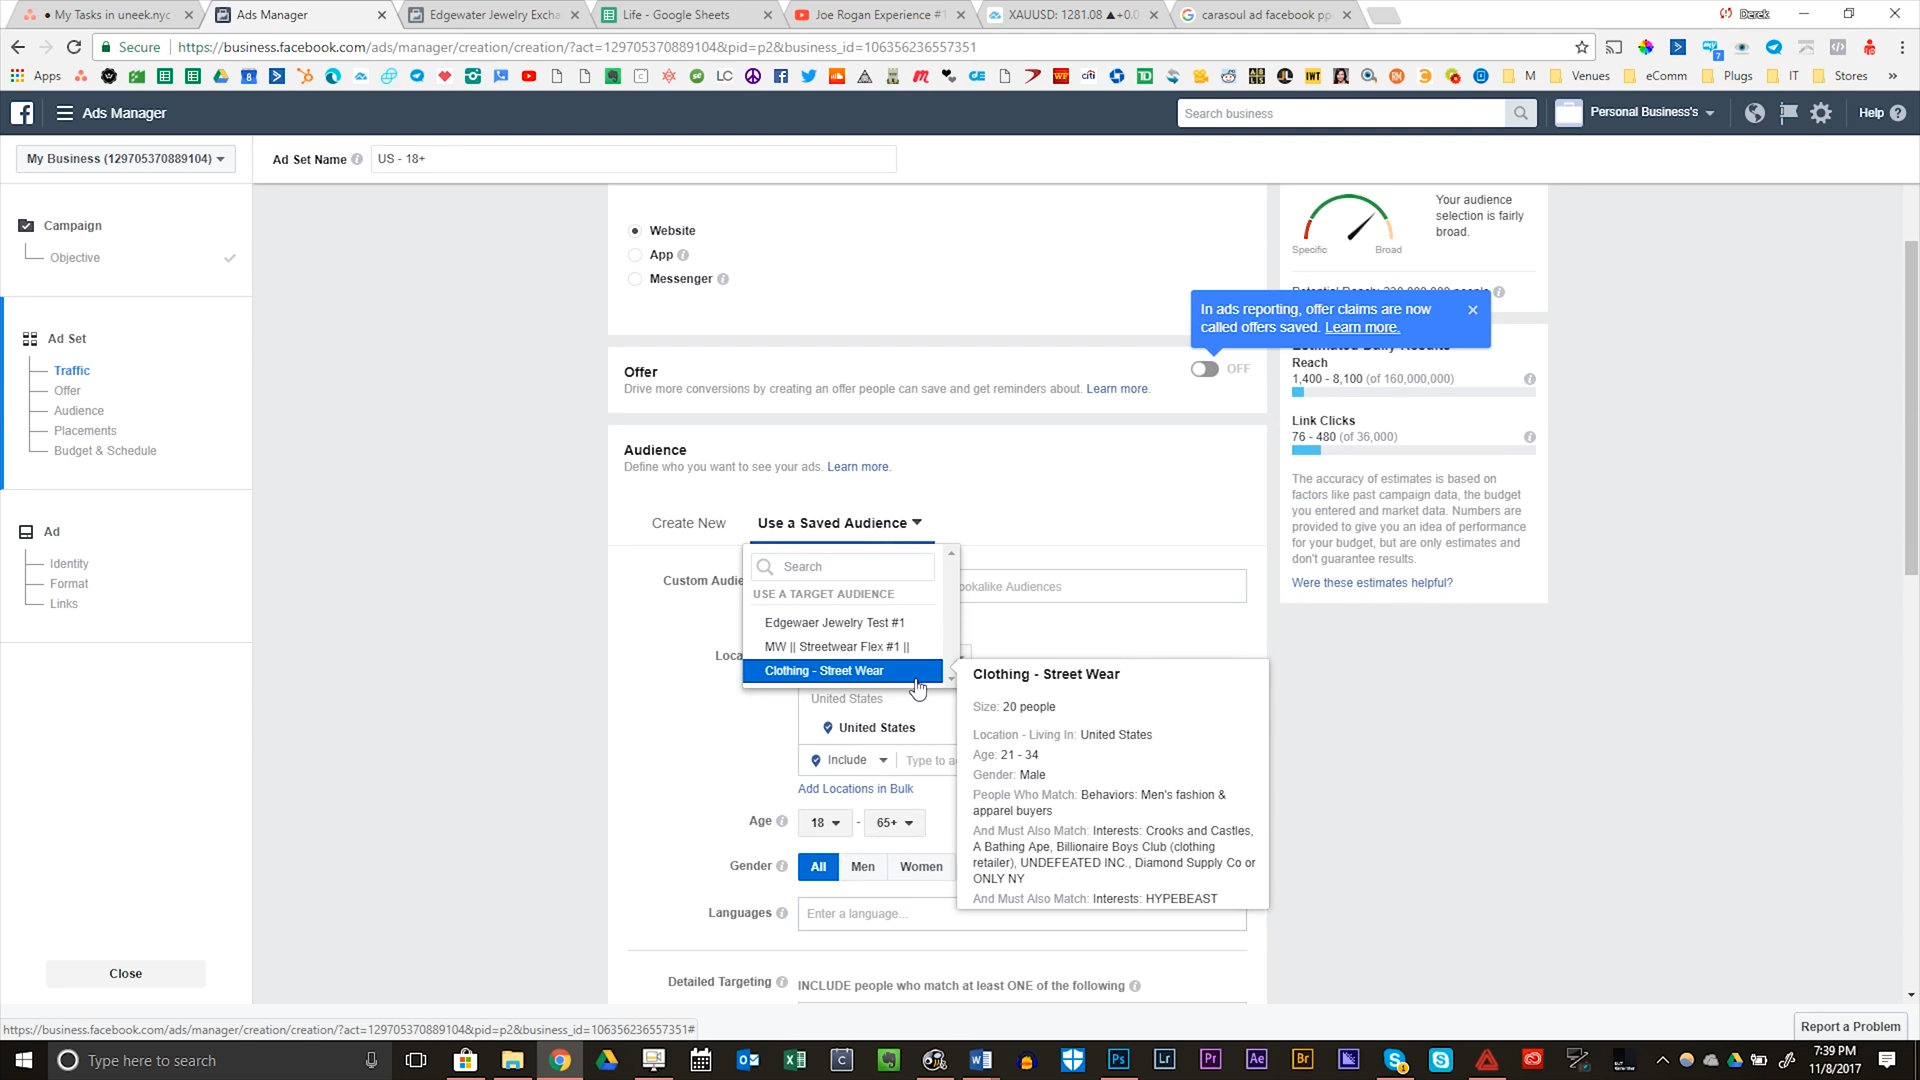 My Tasks in uneek.nyc
Ads Manager
Edgewater Jewelry Excha
Life - Google Sheets
Joe Rogan Experience #1
XAUUSD: 1281.08 ▲+0.0
carasoul ad facebook pp
Derek
Secure
https://business.facebook.com/ads/manager/creation/creation/?act=129705370889104&pid=p2&business_id=106356236557351
Apps
LC
M
Venues
eComm
Plugs
IT
Stores
Ads Manager
Search business
Personal Business's
Help
My Business (129705370889104)
Ad Set Name
US - 18+
Campaign
Objective
Ad Set
Traffic
Offer
Audience
Placements
Budget & Schedule
Ad
Identity
Format
Links
Close
Website
App
Messenger
Offer
OFF
Drive more conversions by creating an offer people can save and get reminders about. Learn more.
In ads reporting, offer claims are now
called offers saved. Learn more.
Audience
Define who you want to see your ads. Learn more.
Create New
Use a Saved Audience
Search
USE A TARGET AUDIENCE
Edgewaer Jewelry Test #1
MW || Streetwear Flex #1 ||
Clothing - Street Wear
Custom Audie
ookalike Audiences
Loca
United States
United States
Include
Type to a
Add Locations in Bulk
Age
18
-
65+
Gender
All
Men
Women
Languages
Enter a language...
Detailed Targeting
INCLUDE people who match at least ONE of the following
Clothing - Street Wear
Size: 20 people
Location - Living In: United States
Age: 21 - 34
Gender: Male
People Who Match: Behaviors: Men's fashion &
apparel buyers
And Must Also Match: Interests: Crooks and Castles,
A Bathing Ape, Billionaire Boys Club (clothing
retailer), UNDEFEATED INC., Diamond Supply Co or
ONLY NY
And Must Also Match: Interests: HYPEBEAST
Specific
Broad
Your audience
selection is fairly
broad.
Estimated Daily Results
Reach
1,400 - 8,100 (of 160,000,000)
Link Clicks
76 - 480 (of 36,000)
The accuracy of estimates is based on
factors like past campaign data, the budget
you entered and market data. Numbers are
provided to give you an idea of performance
for your budget, but are only estimates and
don't guarantee results.
Were these estimates helpful?
https://business.facebook.com/ads/manager/creation/creation/?act=129705370889104&pid=p2&business_id=106356236557351#
Report a Problem
Type here to search
7:39 PM
11/8/2017